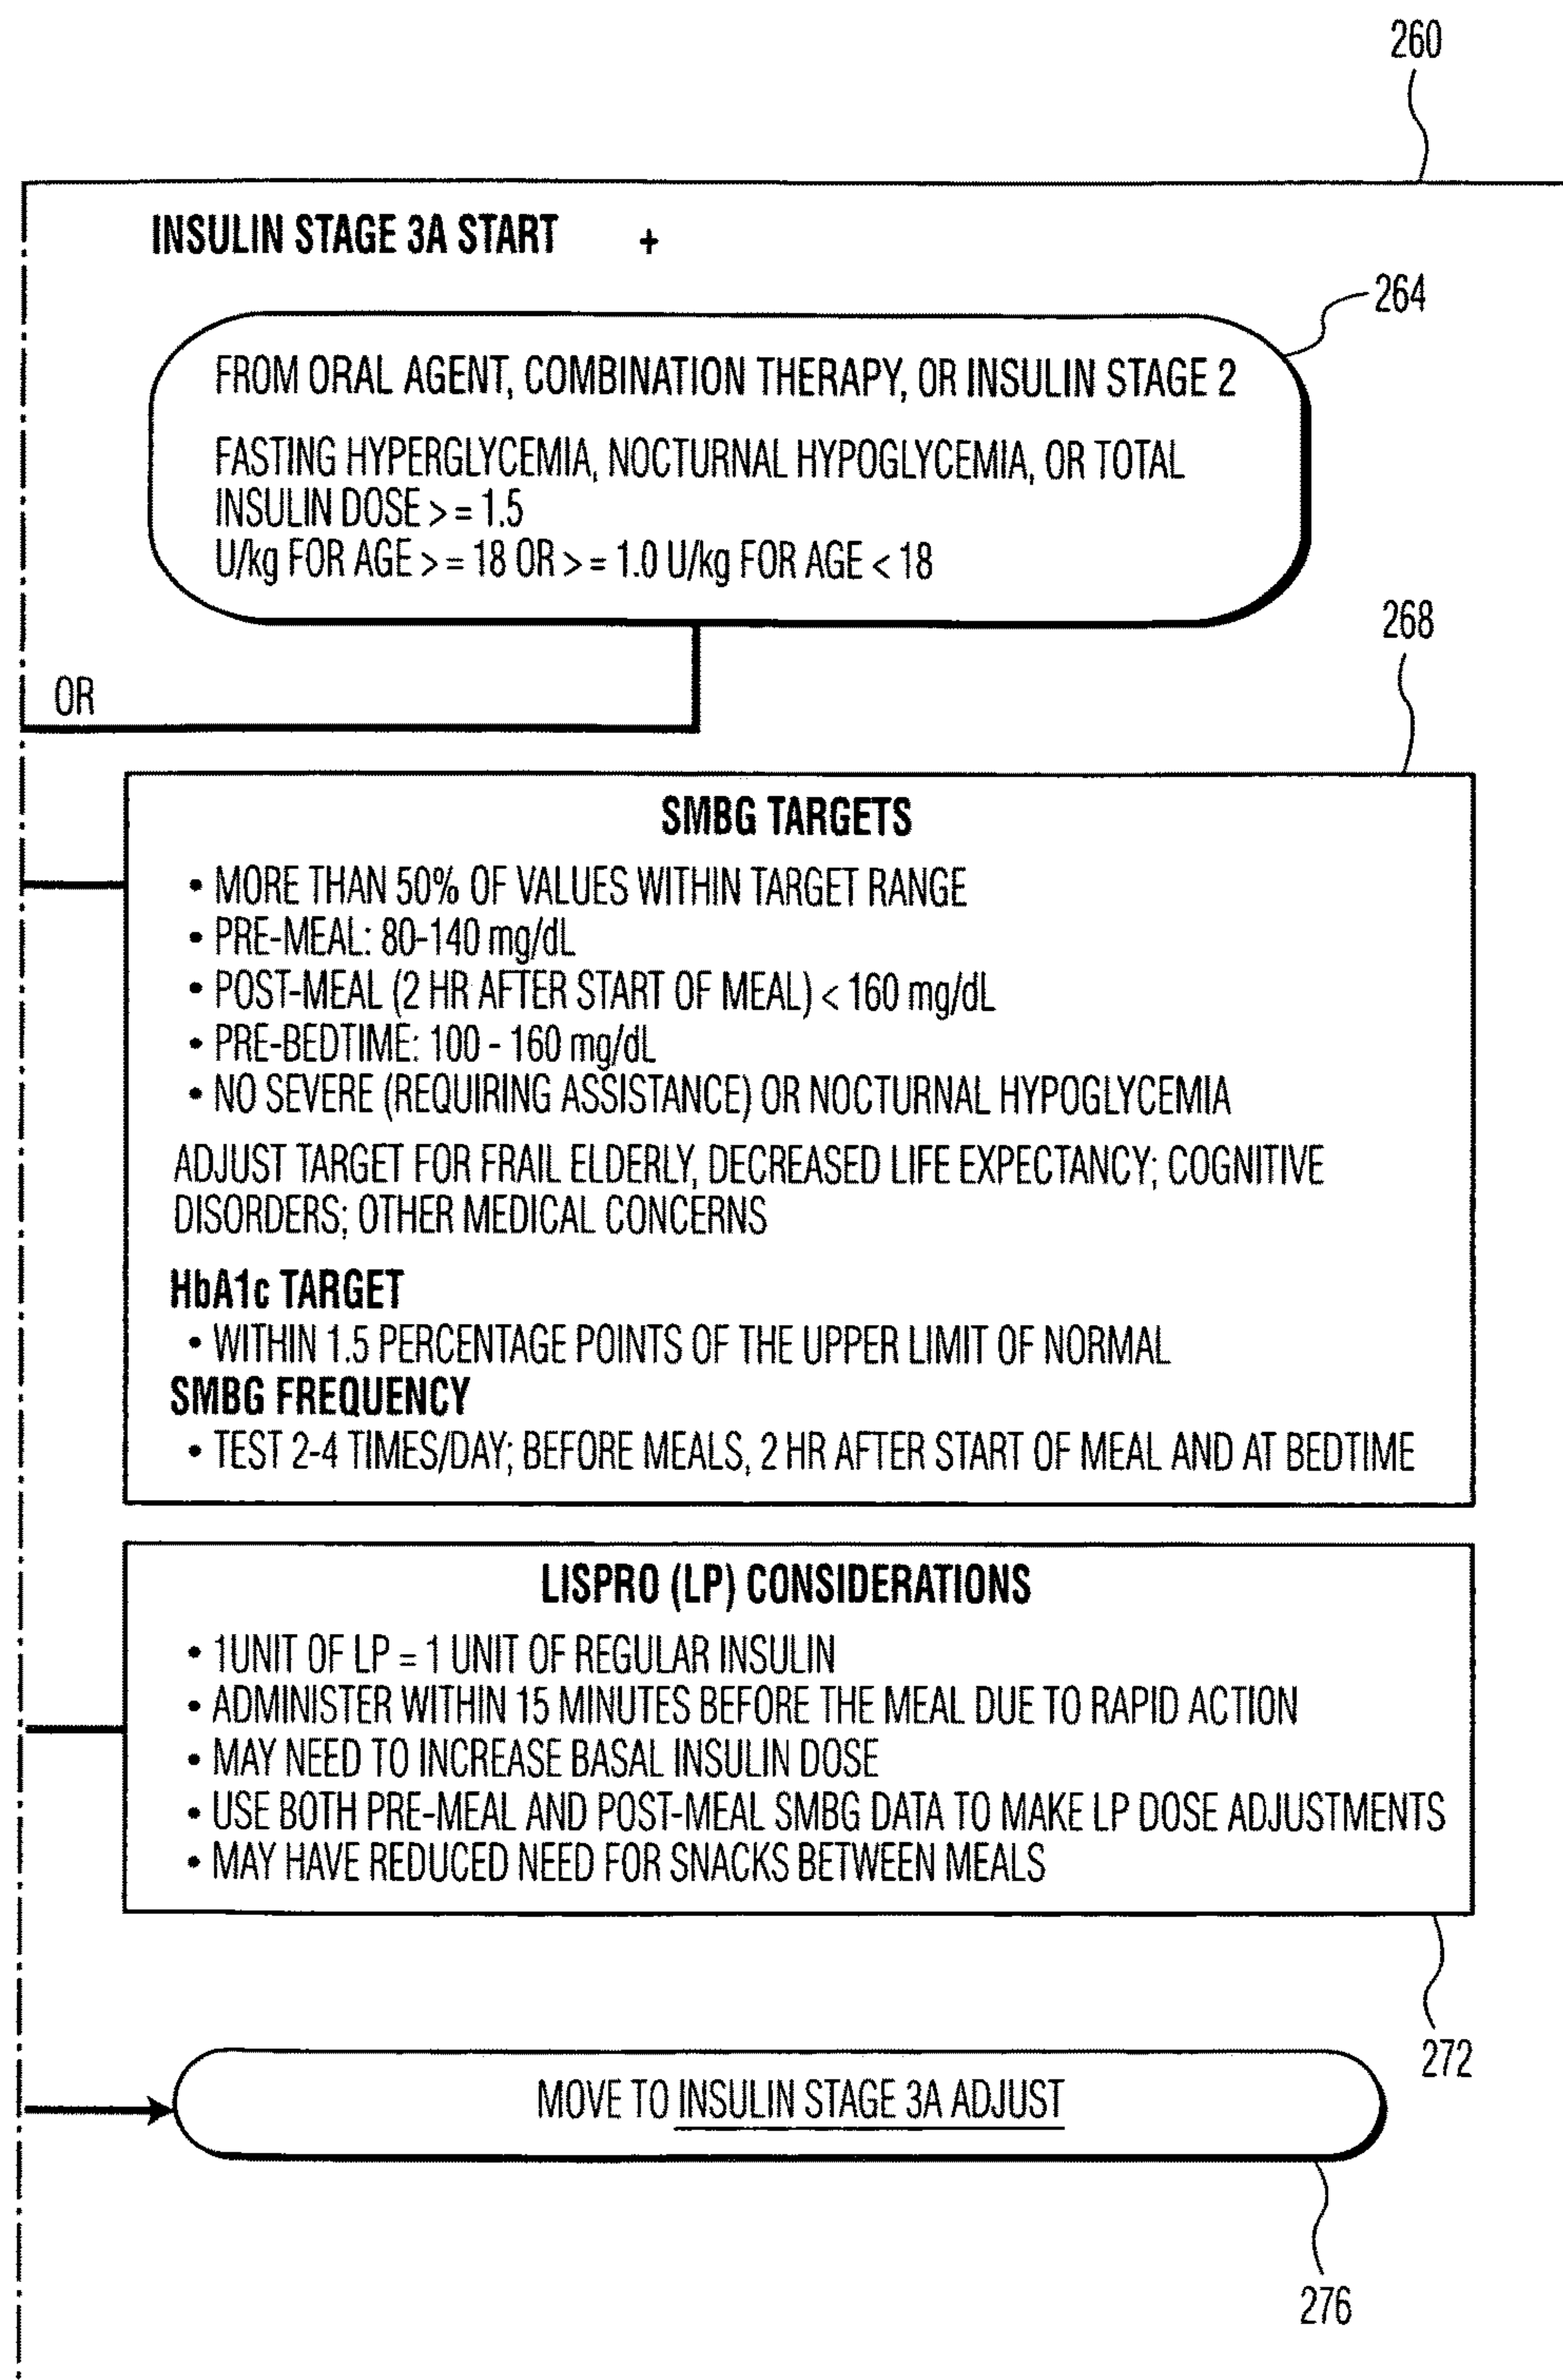 260
INSULIN STAGE 3A START +
264
FROM ORAL AGENT, COMBINATION THERAPY, OR INSULIN STAGE 2
FASTING HYPERGLYCEMIA, NOCTURNAL HYPOGLYCEMIA, OR TOTAL
INSULIN DOSE > = 1.5
U/kg FOR AGE > = 18 OR > = 1.0 U/kg FOR AGE < 18
268
OR
SMBG TARGETS
• MORE THAN 50% OF VALUES WITHIN TARGET RANGE
• PRE-MEAL: 80-140 mg/dL
• POST-MEAL (2 HR AFTER START OF MEAL) < 160 mg/dL
• PRE-BEDTIME: 100 - 160 mg/dL
• NO SEVERE (REQUIRING ASSISTANCE) OR NOCTURNAL HYPOGLYCEMIA
ADJUST TARGET FOR FRAIL ELDERLY, DECREASED LIFE EXPECTANCY; COGNITIVE
DISORDERS; OTHER MEDICAL CONCERNS
HbA1c TARGET
• WITHIN 1.5 PERCENTAGE POINTS OF THE UPPER LIMIT OF NORMAL
SMBG FREQUENCY
• TEST 2-4 TIMES/DAY; BEFORE MEALS, 2 HR AFTER START OF MEAL AND AT BEDTIME
LISPRO (LP) CONSIDERATIONS
• 1UNIT OF LP = 1 UNIT OF REGULAR INSULIN
• ADMINISTER WITHIN 15 MINUTES BEFORE THE MEAL DUE TO RAPID ACTION
• MAY NEED TO INCREASE BASAL INSULIN DOSE
• USE BOTH PRE-MEAL AND POST-MEAL SMBG DATA TO MAKE LP DOSE ADJUSTMENTS
• MAY HAVE REDUCED NEED FOR SNACKS BETWEEN MEALS
272
MOVE TO INSULIN STAGE 3A ADJUST
276